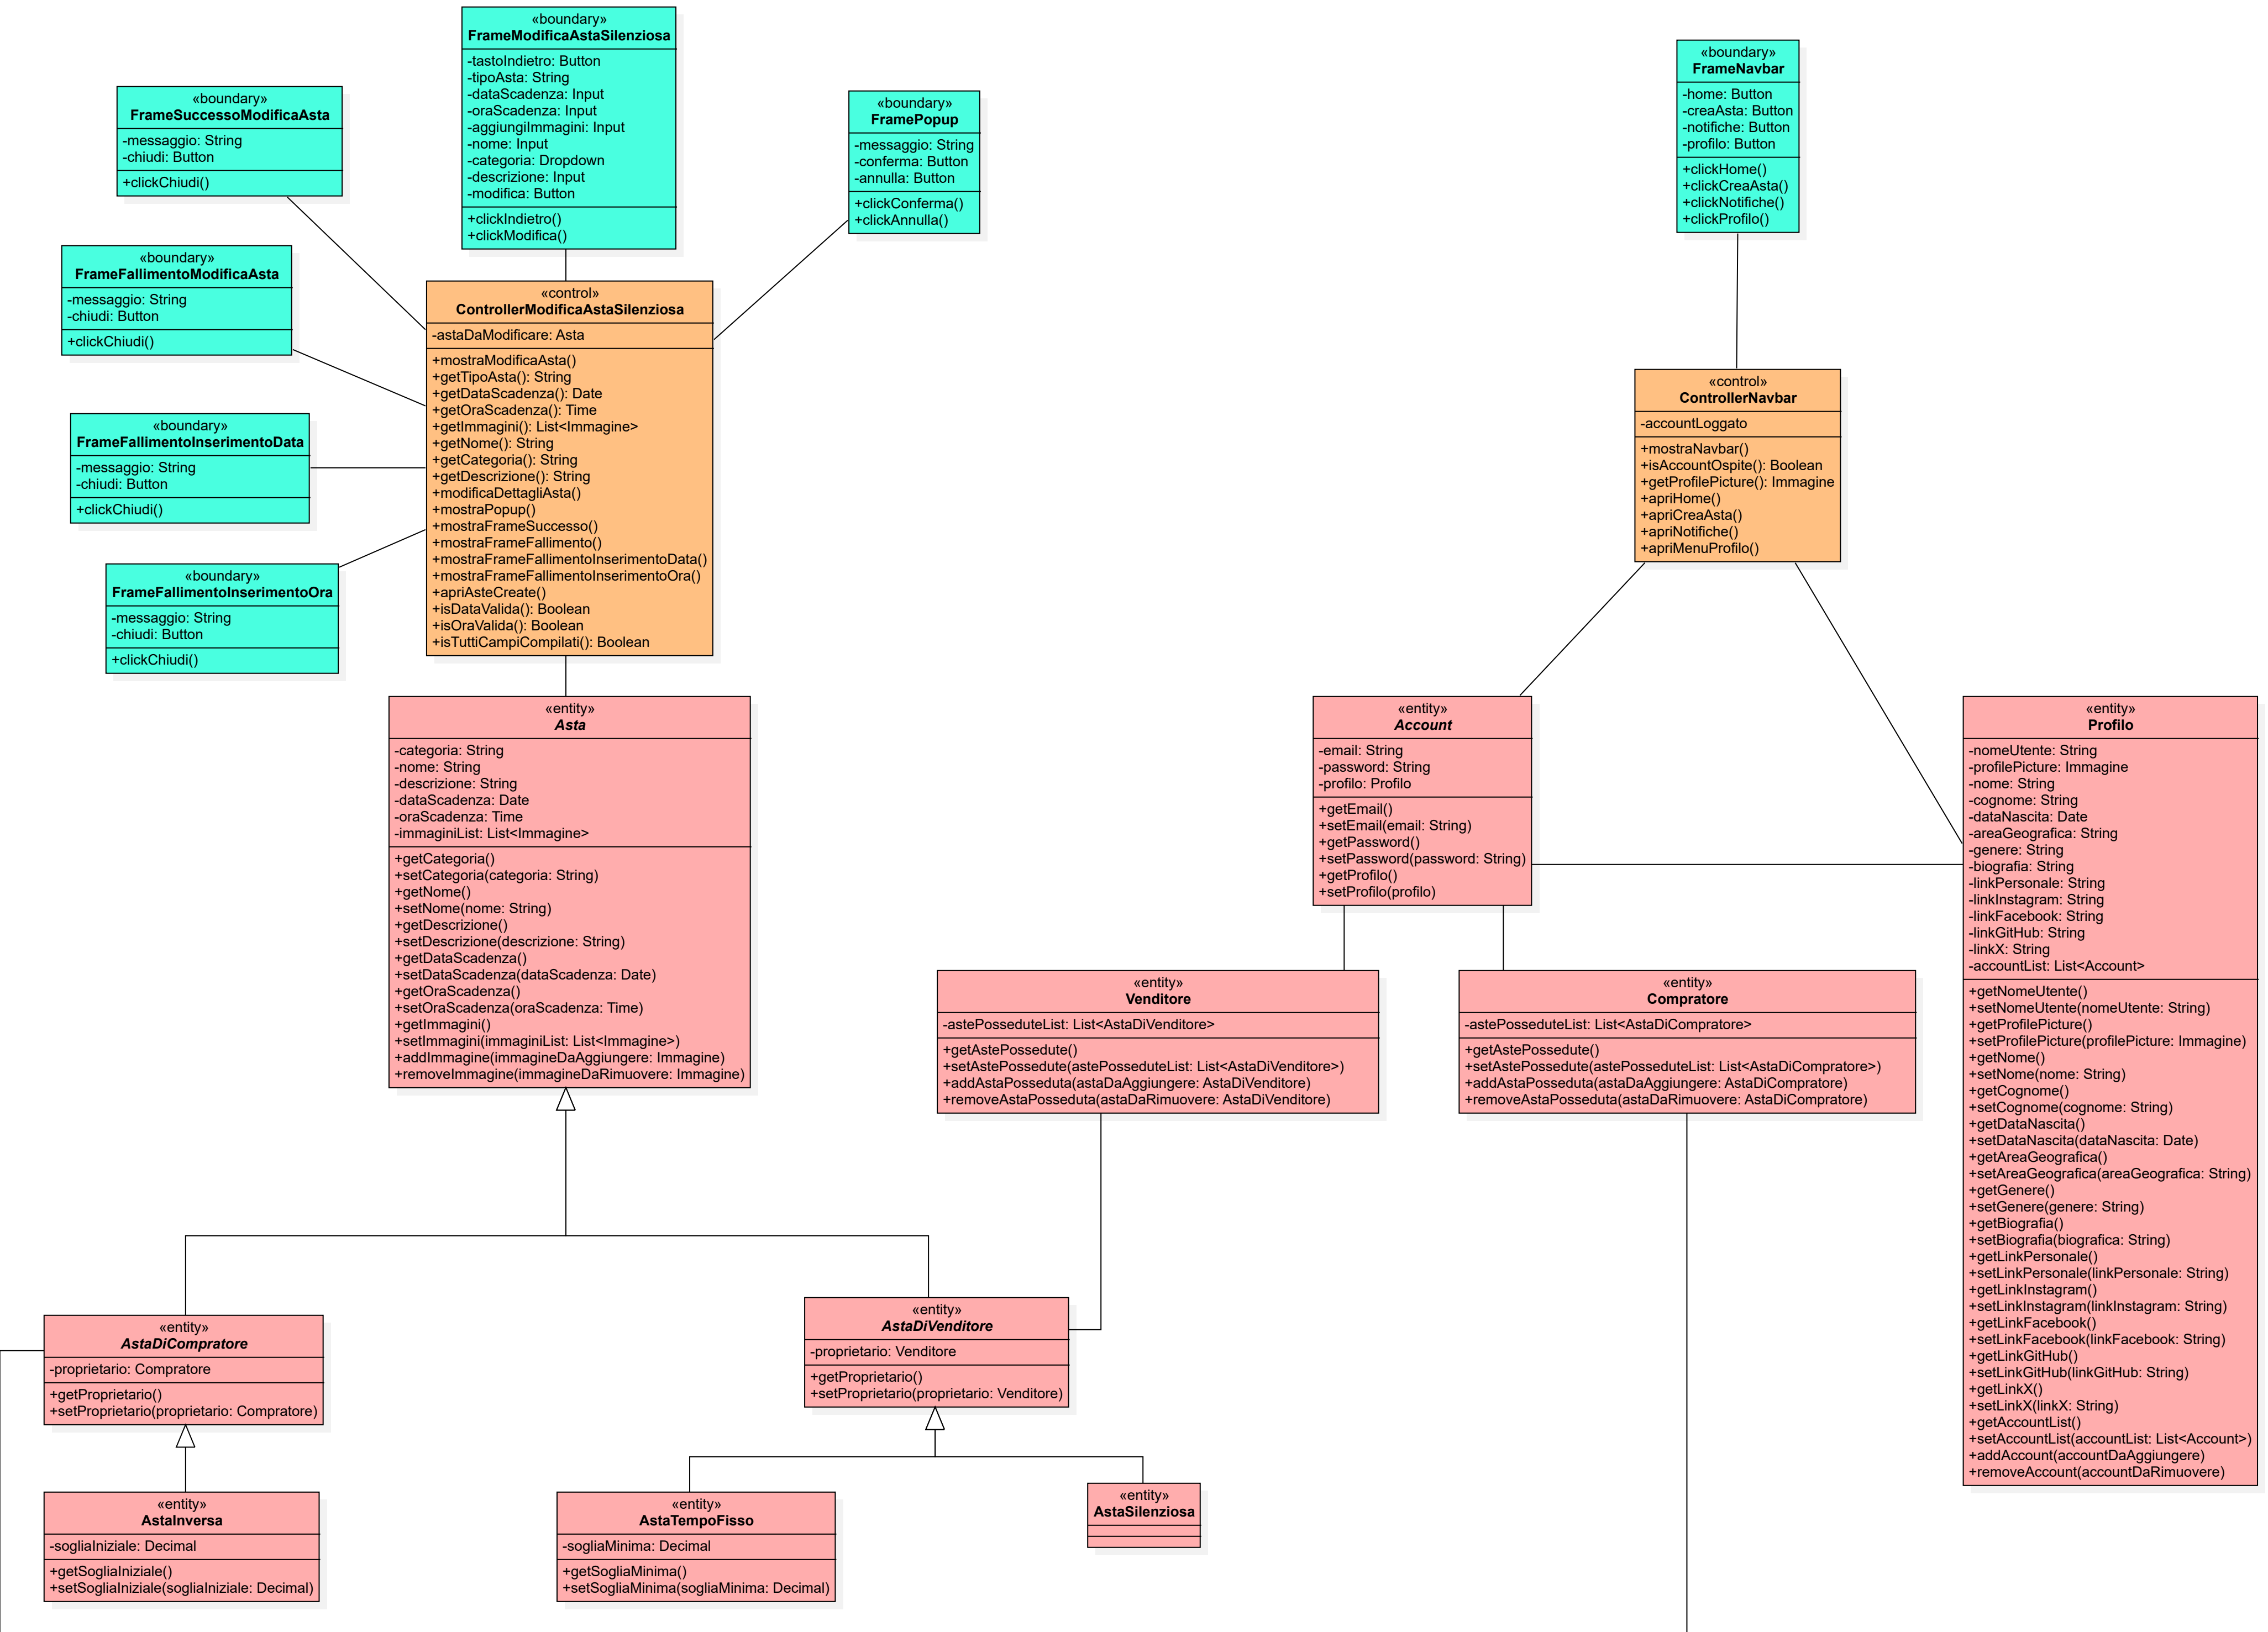 «boundary»
FrameModificaAstaSilenziosa
-tastoIndietro: Button
-tipoAsta: String
-dataScadenza: Input
-oraScadenza: Input
-aggiungiImmagini: Input
-nome: Input
-categoria: Dropdown
-descrizione: Input
-modifica: Button
+clickIndietro()
+clickModifica()
«boundary»
FrameSuccessoModificaAsta
-messaggio: String
-chiudi: Button
+clickChiudi()
«boundary»
FramePopup
-messaggio: String
-conferma: Button
-annulla: Button
+clickConferma()
+clickAnnulla()
«boundary»
FrameNavbar
-home: Button
-creaAsta: Button
-notifiche: Button
-profilo: Button
+clickHome()
+clickCreaAsta()
+clickNotifiche()
+clickProfilo()
«boundary»
FrameFallimentoModificaAsta
-messaggio: String
-chiudi: Button
+clickChiudi()
«boundary»
FrameFallimentoInserimentoData
-messaggio: String
-chiudi: Button
+clickChiudi()
«boundary»
FrameFallimentoInserimentoOra
-messaggio: String
-chiudi: Button
+clickChiudi()
«control»
ControllerModificaAstaSilenziosa
-astaDaModificare: Asta
+mostraModificaAsta()
+getTipoAsta(): String
+getDataScadenza(): Date
+getOraScadenza(): Time
+getImmagini(): List<Immagine>
+getNome(): String
+getCategoria(): String
+getDescrizione(): String
+modificaDettagliAsta()
+mostraPopup()
+mostraFrameSuccesso()
+mostraFrameFallimento()
+mostraFrameFallimentoInserimentoData()
+mostraFrameFallimentoInserimentoOra()
+apriAsteCreate()
+isDataValida(): Boolean
+isOraValida(): Boolean
+isTuttiCampiCompilati(): Boolean
«control»
ControllerNavbar
-accountLoggato
+mostraNavbar()
+isAccountOspite(): Boolean
+getProfilePicture(): Immagine
+apriHome()
+apriCreaAsta()
+apriNotifiche()
+apriMenuProfilo()
«entity»
Asta
-categoria: String
-nome: String
-descrizione: String
-dataScadenza: Date
-oraScadenza: Time
-immaginiList: List<Immagine>
+getCategoria()
+setCategoria(categoria: String)
+getNome()
+setNome(nome: String)
+getDescrizione()
+setDescrizione(descrizione: String)
+getDataScadenza()
+setDataScadenza(dataScadenza: Date)
+getOraScadenza()
+setOraScadenza(oraScadenza: Time)
+getImmagini()
+setImmagini(immaginiList: List<Immagine>)
+addImmagine(immagineDaAggiungere: Immagine)
+removeImmagine(immagineDaRimuovere: Immagine)
«entity»
Account
-email: String
-password: String
-profilo: Profilo
+getEmail()
+setEmail(email: String)
+getPassword()
+setPassword(password: String)
+getProfilo()
+setProfilo(profilo)
«entity»
Profilo
-nomeUtente: String
-profilePicture: Immagine
-nome: String
-cognome: String
-dataNascita: Date
-areaGeografica: String
-genere: String
-biografia: String
-linkPersonale: String
-linkInstagram: String
-linkFacebook: String
-linkGitHub: String
-linkX: String
-accountList: List<Account>
+getNomeUtente()
+setNomeUtente(nomeUtente: String)
+getProfilePicture()
+setProfilePicture(profilePicture: Immagine)
+getNome()
+setNome(nome: String)
+getCognome()
+setCognome(cognome: String)
+getDataNascita()
+setDataNascita(dataNascita: Date)
+getAreaGeografica()
+setAreaGeografica(areaGeografica: String)
+getGenere()
+setGenere(genere: String)
+getBiografia()
+setBiografia(biografica: String)
+getLinkPersonale()
+setLinkPersonale(linkPersonale: String)
+getLinkInstagram()
+setLinkInstagram(linkInstagram: String)
+getLinkFacebook()
+setLinkFacebook(linkFacebook: String)
+getLinkGitHub()
+setLinkGitHub(linkGitHub: String)
+getLinkX()
+setLinkX(linkX: String)
+getAccountList()
+setAccountList(accountList: List<Account>)
+addAccount(accountDaAggiungere)
+removeAccount(accountDaRimuovere)
«entity»
Venditore
-astePosseduteList: List<AstaDiVenditore>
+getAstePossedute()
+setAstePossedute(astePosseduteList: List<AstaDiVenditore>)
+addAstaPosseduta(astaDaAggiungere: AstaDiVenditore)
+removeAstaPosseduta(astaDaRimuovere: AstaDiVenditore)
«entity»
Compratore
-astePosseduteList: List<AstaDiCompratore>
+getAstePossedute()
+setAstePossedute(astePosseduteList: List<AstaDiCompratore>)
+addAstaPosseduta(astaDaAggiungere: AstaDiCompratore)
+removeAstaPosseduta(astaDaRimuovere: AstaDiCompratore)
«entity»
AstaDiCompratore
-proprietario: Compratore
+getProprietario()
+setProprietario(proprietario: Compratore)
«entity»
AstaDiVenditore
-proprietario: Venditore
+getProprietario()
+setProprietario(proprietario: Venditore)
«entity»
AstaInversa
-sogliaIniziale: Decimal
+getSogliaIniziale()
+setSogliaIniziale(sogliaIniziale: Decimal)
«entity»
AstaTempoFisso
-sogliaMinima: Decimal
+getSogliaMinima()
+setSogliaMinima(sogliaMinima: Decimal)
«entity»
AstaSilenziosa